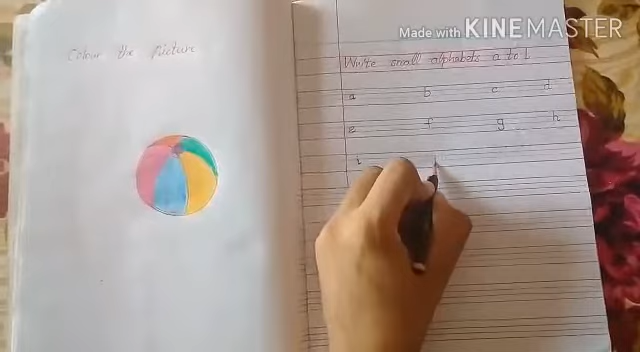 Made with KINEMASTER
Colour the Picture
Write small alphabets a to l
a b c d
e f g h
i